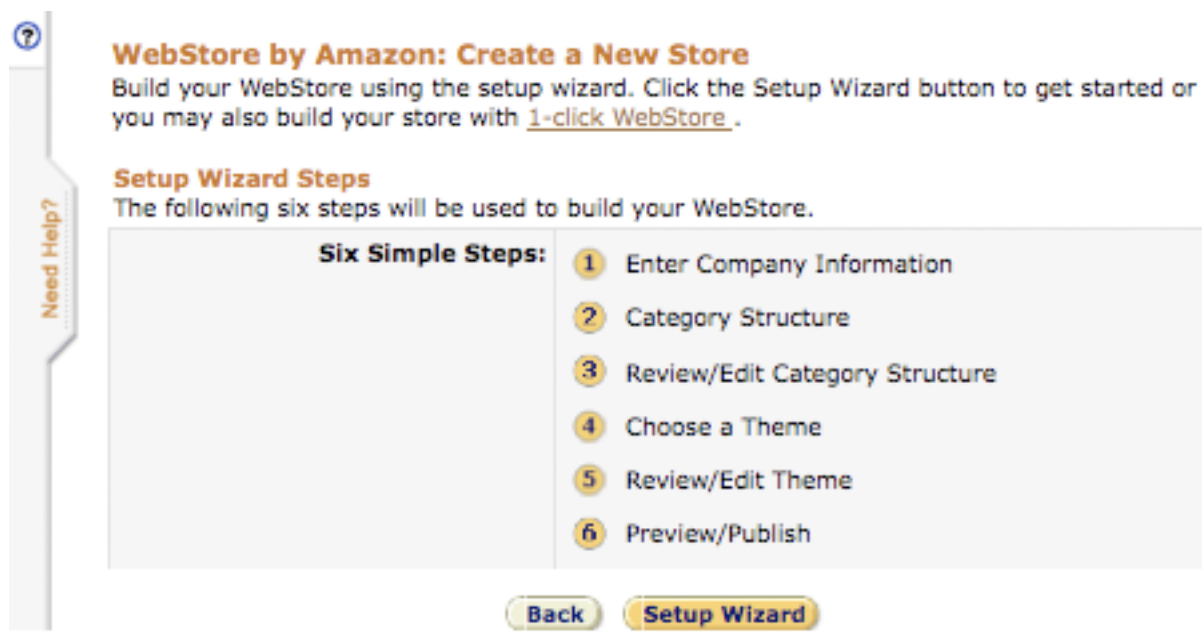 ?
Need Help?
WebStore by Amazon: Create a New Store
Build your WebStore using the setup wizard. Click the Setup Wizard button to get started or
you may also build your store with 1-click WebStore .
Setup Wizard Steps
The following six steps will be used to build your WebStore.
Six Simple Steps:
1 Enter Company Information
2 Category Structure
3 Review/Edit Category Structure
4 Choose a Theme
5 Review/Edit Theme
6 Preview/Publish
Back Setup Wizard